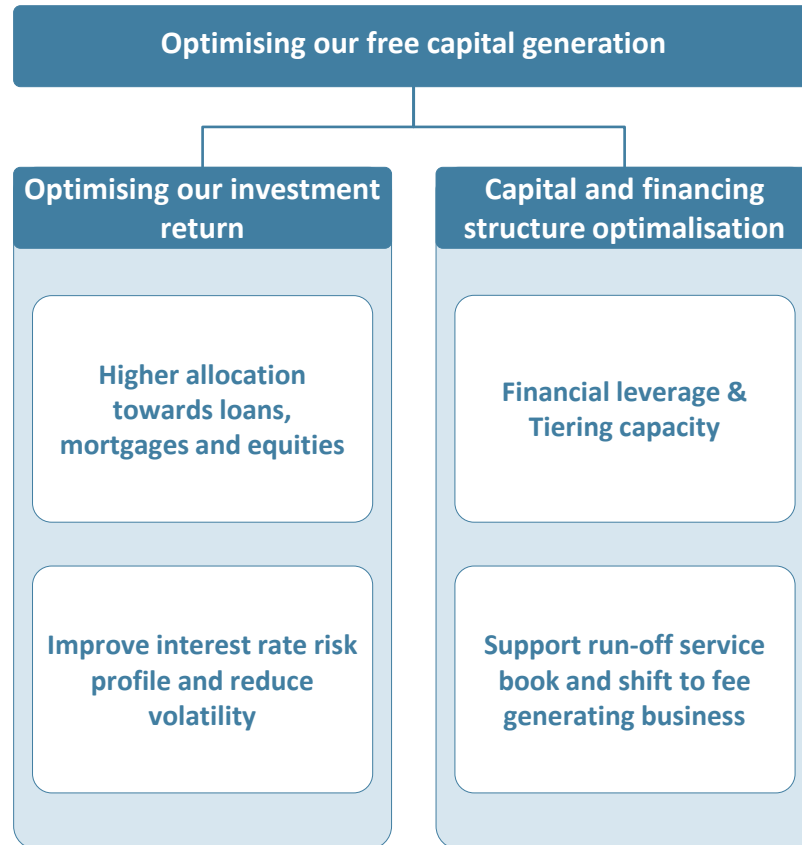 Optimising our free capital generation
Optimising our investment
return
Capital and financing
structure optimalisation
Higher allocation
towards loans,
mortgages and equities
Financial leverage &
Tiering capacity
Improve interest rate risk
profile and reduce
volatility
Support run-off service
book and shift to fee
generating business